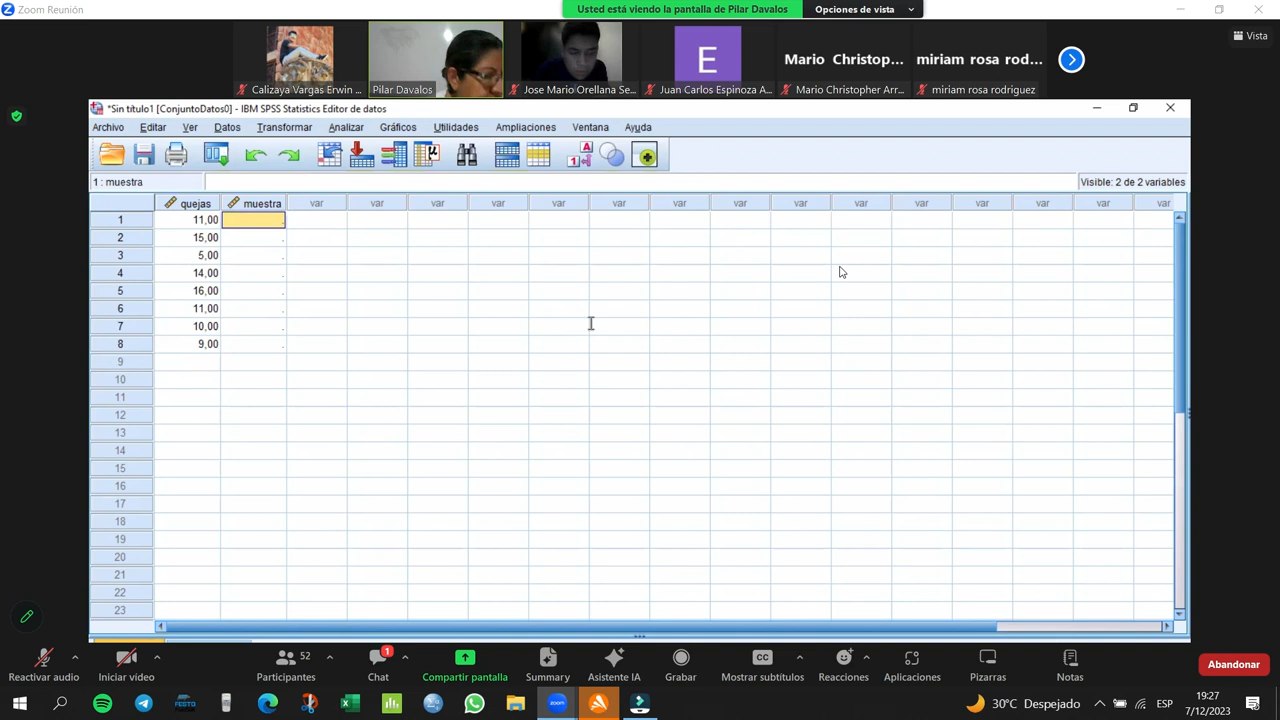 Zoom Reunión
Usted está viendo la pantalla de Pilar Davalos
Opciones de vista
Vista
E
Mario Christop...
miriam rosa rod...
Calizaya Vargas Erwin ...
Pilar Davalos
Jose Mario Orellana Se...
Juan Carlos Espinoza A...
Mario Christopher Arr...
miriam rosa rodriguez
*Sin título1 [ConjuntoDatos0] - IBM SPSS Statistics Editor de datos
Archivo Editar Ver Datos Transformar Analizar Gráficos Utilidades Ampliaciones Ventana Ayuda
1 : muestra
Visible: 2 de 2 variables
quejas muestra var var var var var var var var var var var var var var var
1 11,00 .
2 15,00 .
3 5,00 .
4 14,00 .
5 16,00 .
6 11,00 .
7 10,00 .
8 9,00 .
9
10
11
12
13
14
15
16
17
18
19
20
21
22
23
Reactivar audio
Iniciar video
52
Participantes
1
Chat
Compartir pantalla
Summary
Asistente IA
Grabar
Mostrar subtítulos
Reacciones
Aplicaciones
Pizarras
Notas
Abandonar
FESTO
zoom
30°C Despejado
ESP
19:27
7/12/2023